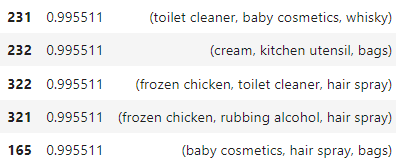 231 0.995511 (toilet cleaner, baby cosmetics, whisky)
232 0.995511 (cream, kitchen utensil, bags)
322 0.995511 (frozen chicken, toilet cleaner, hair spray)
321 0.995511 (frozen chicken, rubbing alcohol, hair spray)
165 0.995511 (baby cosmetics, hair spray, bags)